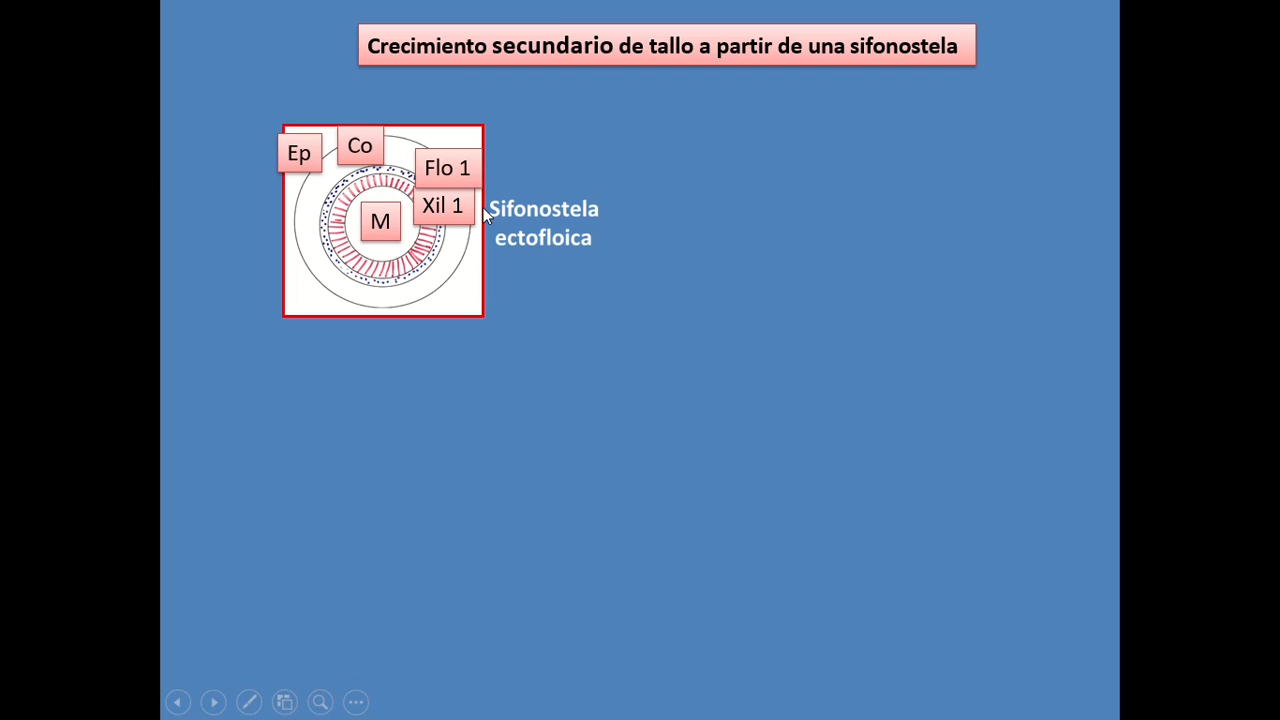 Crecimiento secundario de tallo a partir de una sifonostela
Ep
Co
Flo 1
Xil 1
M
Sifonostela
ectofloica